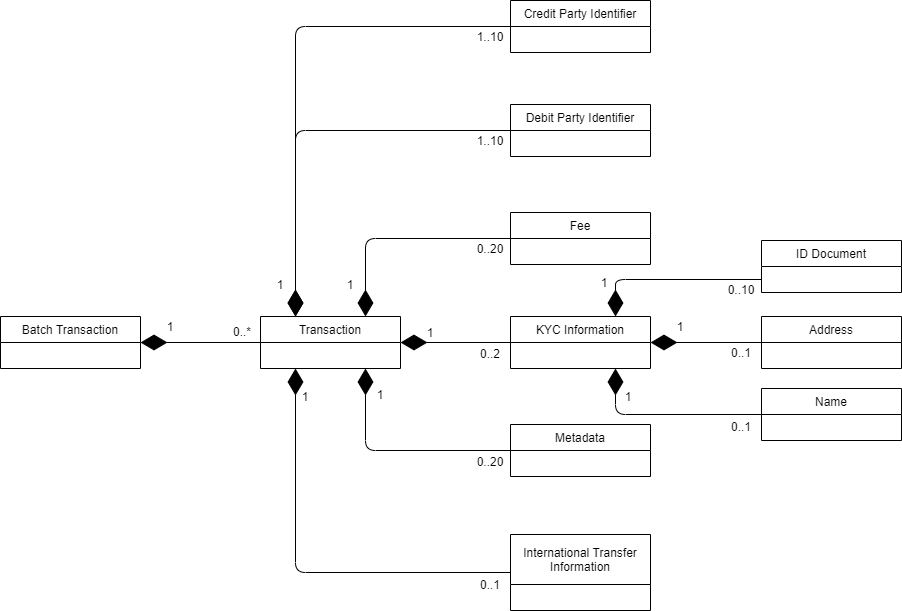 Credit Party Identifier
1..10
Debit Party Identifier
1..10
Fee
0..20
ID Document
0..10
1
1
1
Batch Transaction
1
0..*
Transaction
1
0..2
KYC Information
1
Address
0..1
1
1
1
Name
0..1
Metadata
0..20
International Transfer
Information
0..1